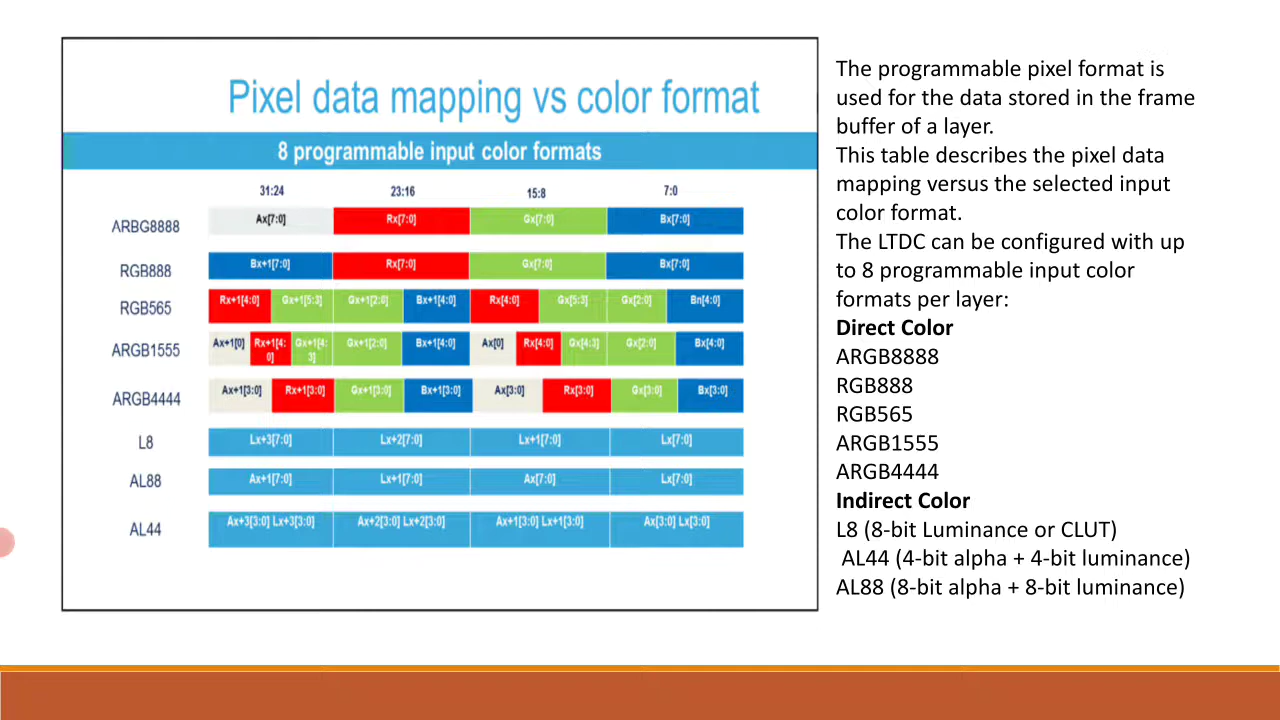 Pixel data mapping vs color format
8 programmable input color formats
31:24 23:16 15:8 7:0
ARBG8888 Ax[7:0] Rx[7:0] Gx[7:0] Bx[7:0]
RGB888 Bx+1[7:0] Rx[7:0] Gx[7:0] Bx[7:0]
RGB565 Rx+1[4:0] Gx+1[5:3] Gx+1[2:0] Bx+1[4:0] Rx[4:0] Gx[5:3] Gx[2:0] Bn[4:0]
ARGB1555 Ax+1[0] Rx+1[4:0] Gx+1[4:3] Gx+1[2:0] Bx+1[4:0] Ax[0] Rx[4:0] Gx[4:3] Gx[2:0] Bx[4:0]
ARGB4444 Ax+1[3:0] Rx+1[3:0] Gx+1[3:0] Bx+1[3:0] Ax[3:0] Rx[3:0] Gx[3:0] Bx[3:0]
L8 Lx+3[7:0] Lx+2[7:0] Lx+1[7:0] Lx[7:0]
AL88 Ax+1[7:0] Lx+1[7:0] Ax[7:0] Lx[7:0]
AL44 Ax+3[3:0] Lx+3[3:0] Ax+2[3:0] Lx+2[3:0] Ax+1[3:0] Lx+1[3:0] Ax[3:0] Lx[3:0]
The programmable pixel format is
used for the data stored in the frame
buffer of a layer.
This table describes the pixel data
mapping versus the selected input
color format.
The LTDC can be configured with up
to 8 programmable input color
formats per layer:
Direct Color
ARGB8888
RGB888
RGB565
ARGB1555
ARGB4444
Indirect Color
L8 (8-bit Luminance or CLUT)
AL44 (4-bit alpha + 4-bit luminance)
AL88 (8-bit alpha + 8-bit luminance)